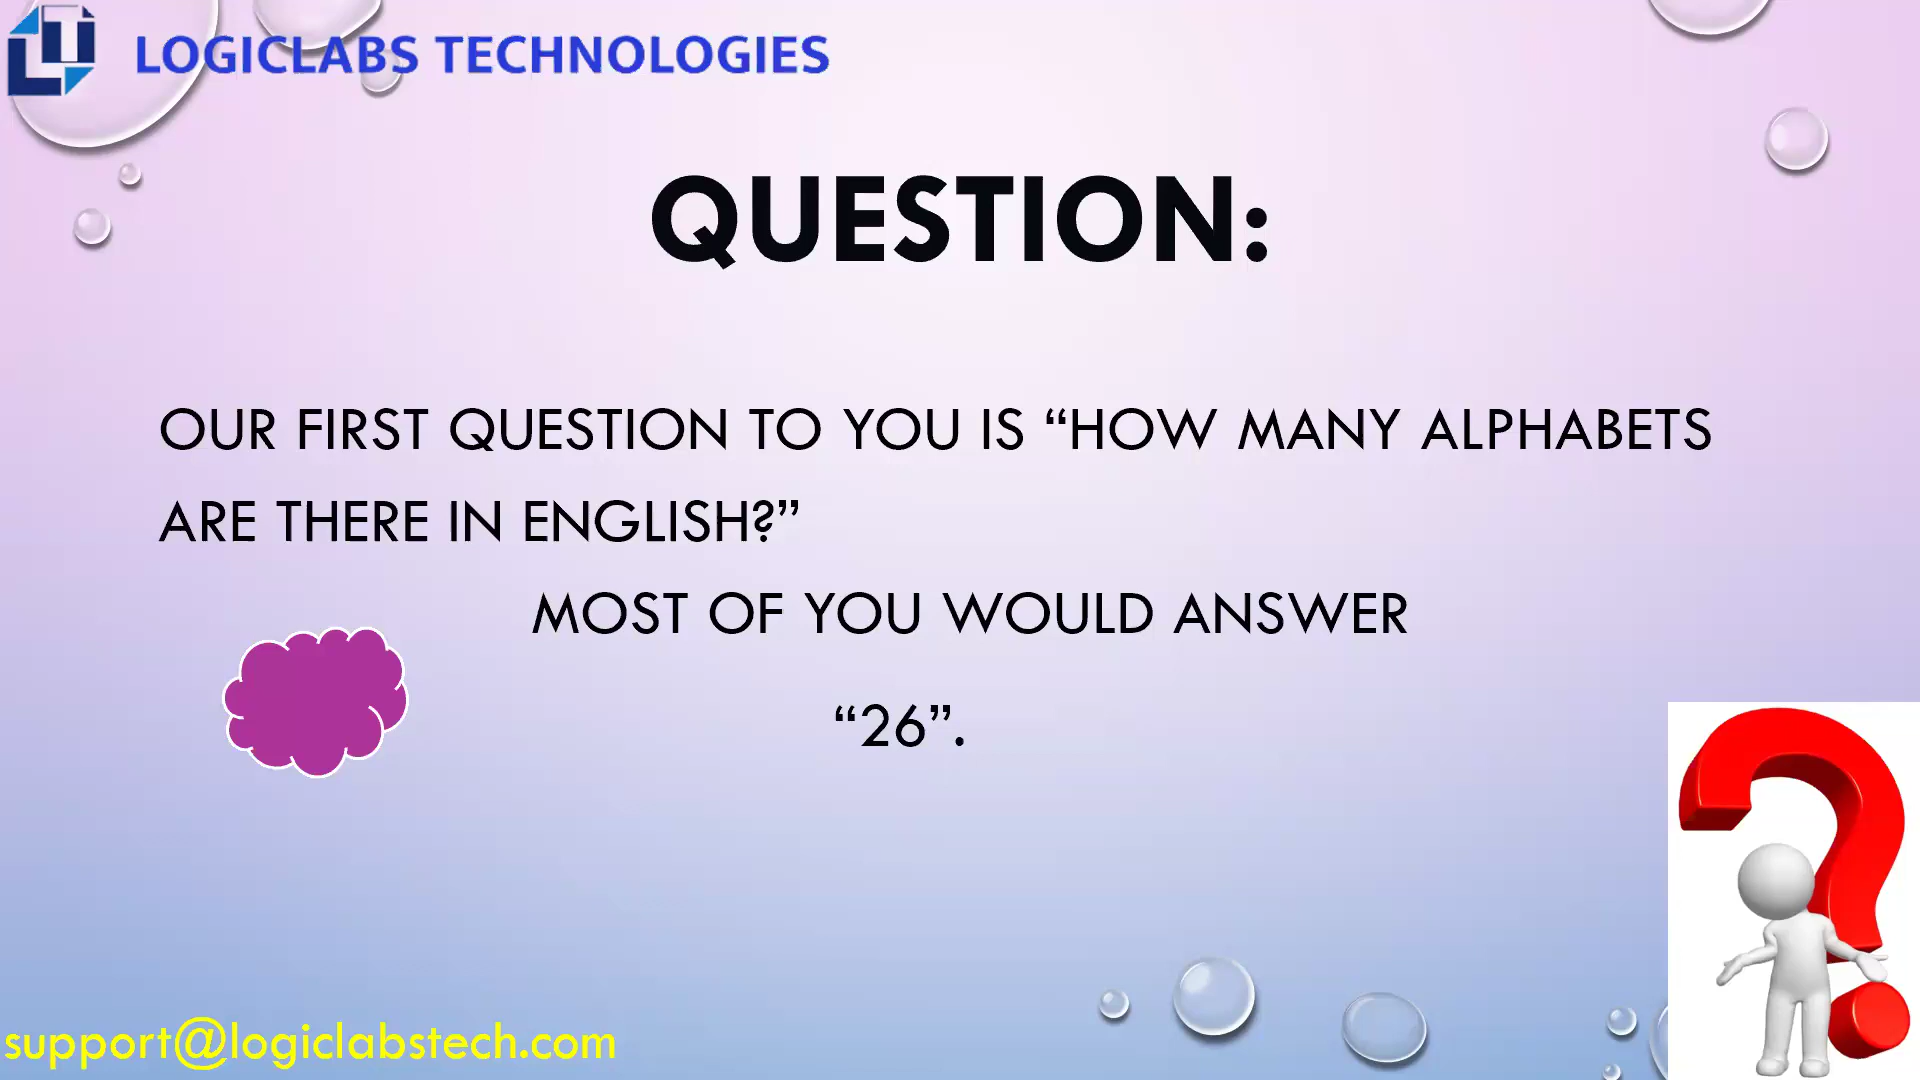 LOGICLABS TECHNOLOGIES
QUESTION:
OUR FIRST QUESTION TO YOU IS “HOW MANY ALPHABETS
ARE THERE IN ENGLISH?”
MOST OF YOU WOULD ANSWER
“26”.
support@logiclabstech.com